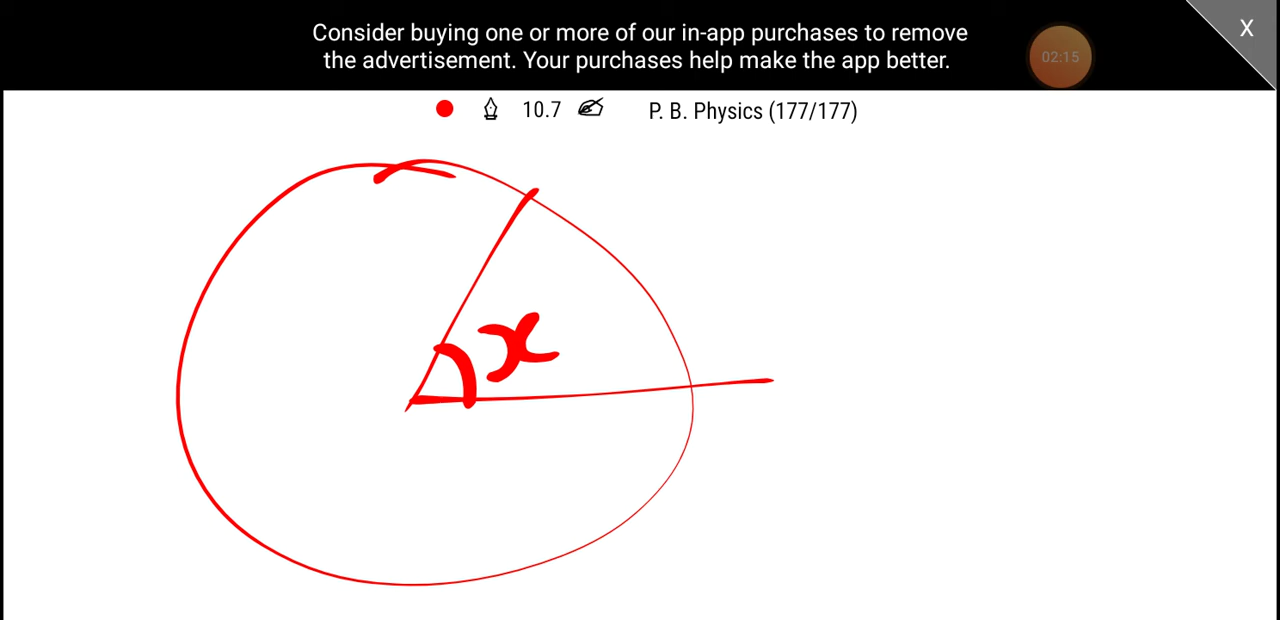 Consider buying one or more of our in-app purchases to remove
the advertisement. Your purchases help make the app better.
02:15
X
10.7
P. B. Physics (177/177)
x